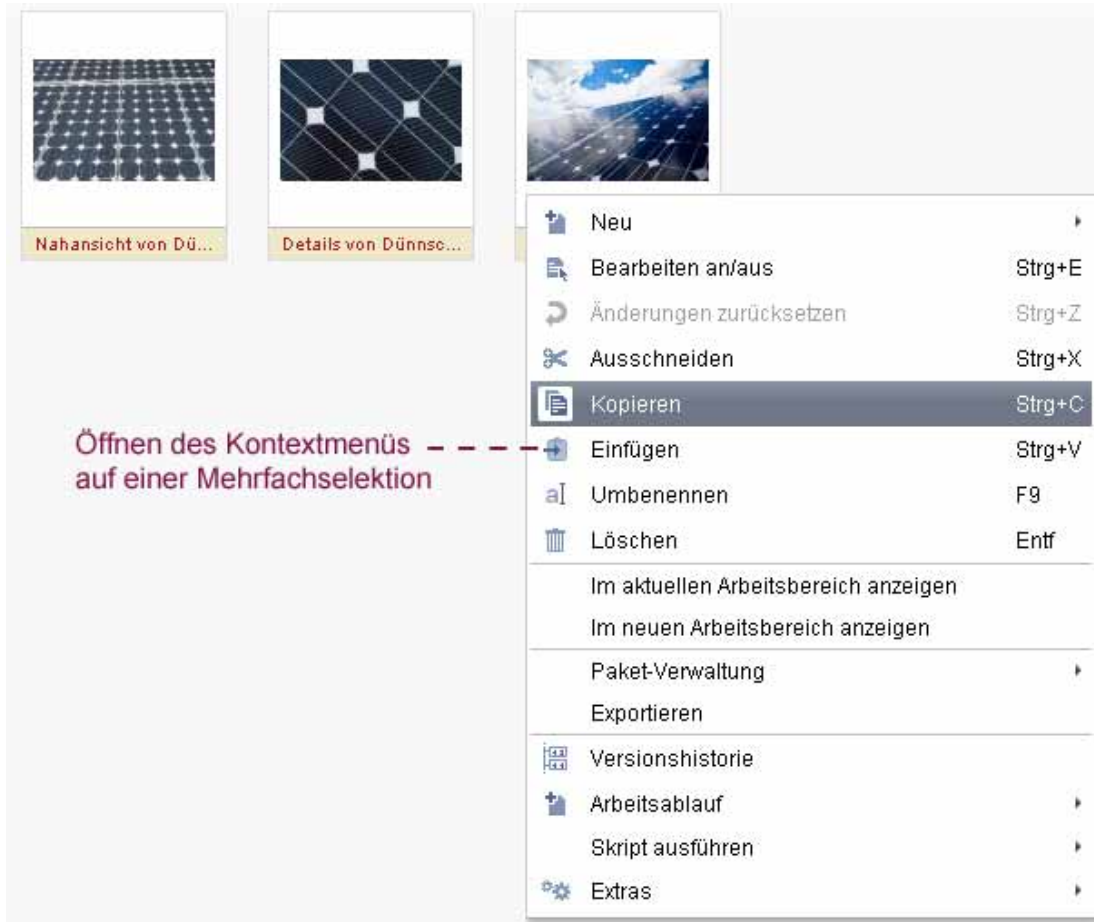 Nahansicht von Dü...
Details von Dünnsc...
Neu
Bearbeiten an/aus Strg+E
Änderungen zurücksetzen Strg+Z
Ausschneiden Strg+X
Kopieren Strg+C
Öffnen des Kontextmenüs
auf einer Mehrfachselektion
Einfügen Strg+V
Umbenennen F9
Löschen Entf
Im aktuellen Arbeitsbereich anzeigen
Im neuen Arbeitsbereich anzeigen
Paket-Verwaltung
Exportieren
Versionshistorie
Arbeitsablauf
Skript ausführen
Extras